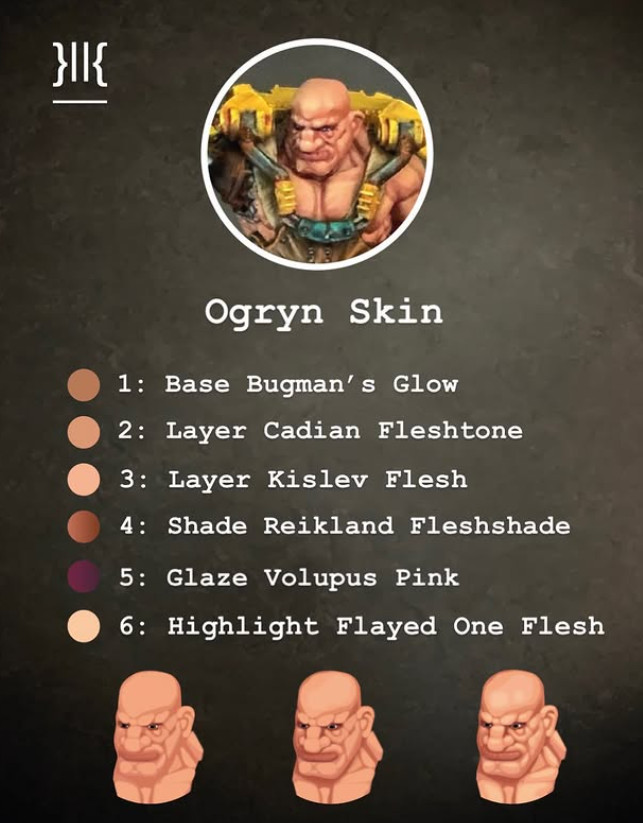 Ogryn Skin
1: Base Bugman’s Glow
2: Layer Cadian Fleshtone
3: Layer Kislev Flesh
4: Shade Reikland Fleshshade
5: Glaze Volupus Pink
6: Highlight Flayed One Flesh